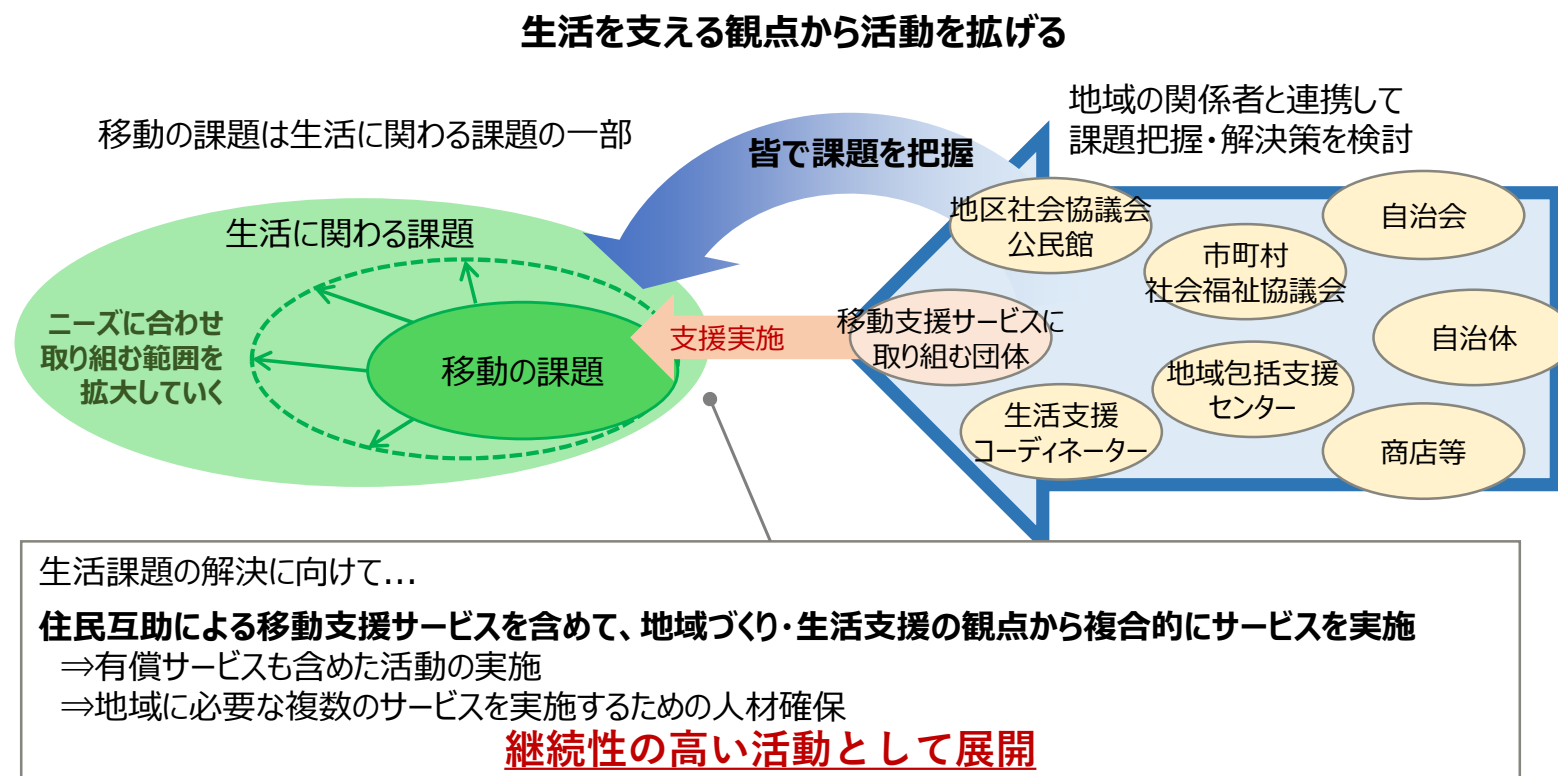 生活を支える観点から活動を拡げる
移動の課題は生活に関わる課題の一部
地域の関係者と連携して
課題把握・解決策を検討
皆で課題を把握
生活に関わる課題
ニーズに合わせ
取り組む範囲を
拡大していく
移動の課題
支援実施
移動支援サービスに
取り組む団体
地区社会協議会
公民館
市町村
社会福祉協議会
自治会
自治体
地域包括支援
センター
生活支援
コーディネーター
商店等
生活課題の解決に向けて…
住民互助による移動支援サービスを含めて、地域づくり・生活支援の観点から複合的にサービスを実施
⇒有償サービスも含めた活動の実施
⇒地域に必要な複数のサービスを実施するための人材確保
継続性の高い活動として展開